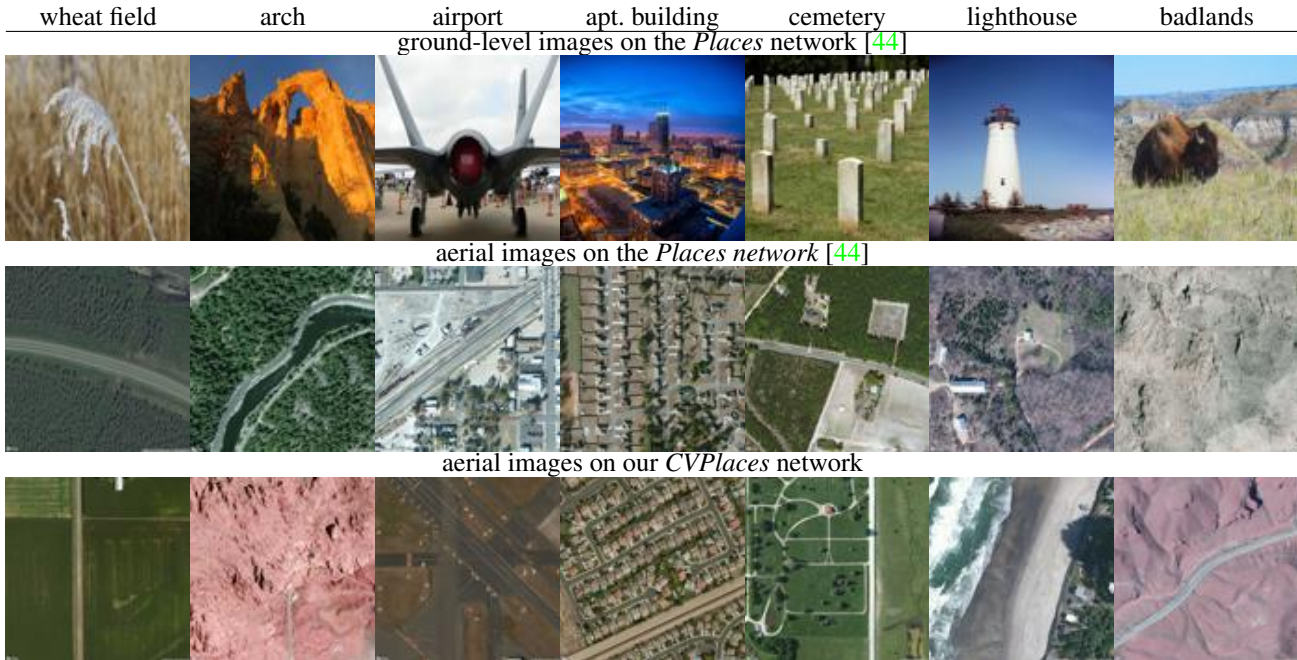 wheat field arch airport apt. building cemetery lighthouse badlands
ground-level images on the Places network [44]
aerial images on the Places network [44]
aerial images on our CVPlaces network